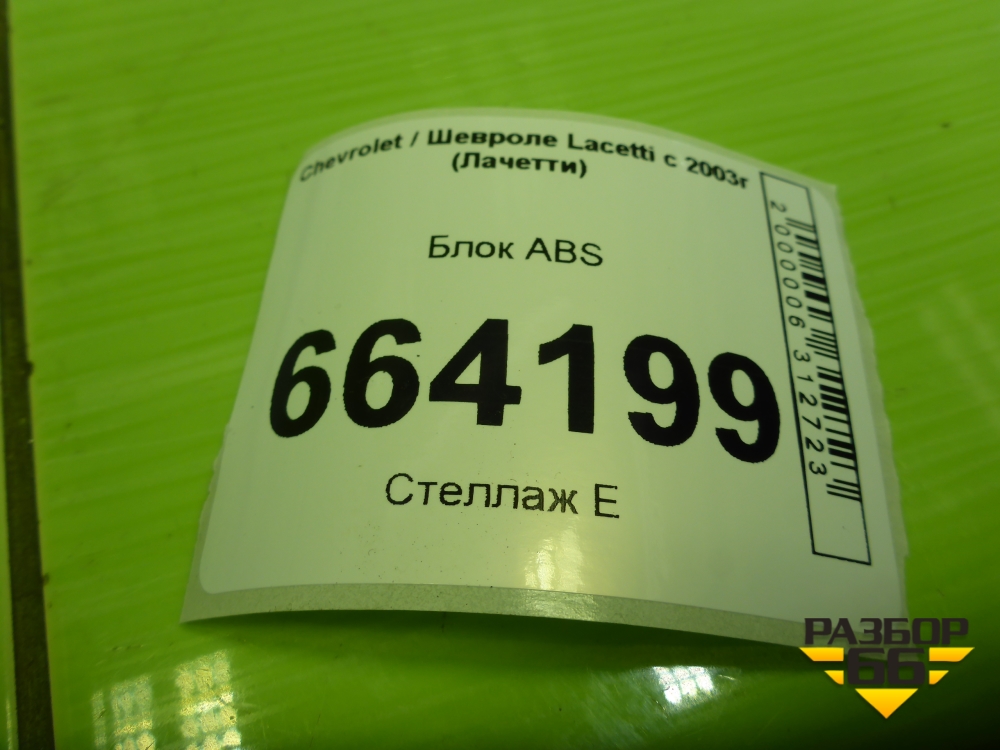 Chevrolet / Шевроле Lacetti с 2003г
(Лачетти)
Блок ABS
664199
Стеллаж E
2000006312723
РАЗБОР
66